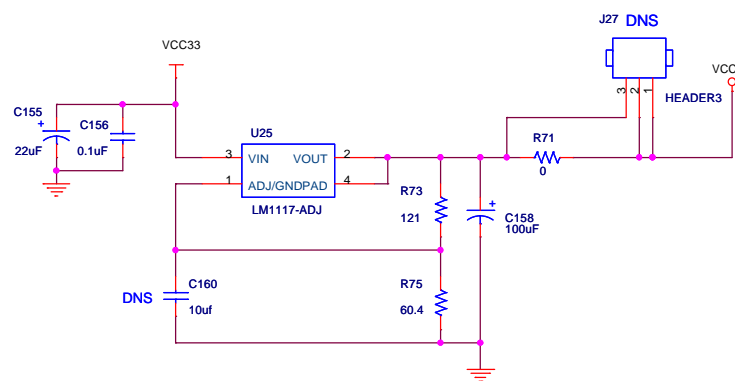 J27 DNS
VCC33
VCC
3
2
1
HEADER3
C155
+
C156
22uF
0.1uF
U25
R71
0
3 VIN VOUT 2
1 ADJ/GNDPAD 4
LM1117-ADJ
R73
121
+
C158
100uF
C160
DNS
10uf
R75
60.4